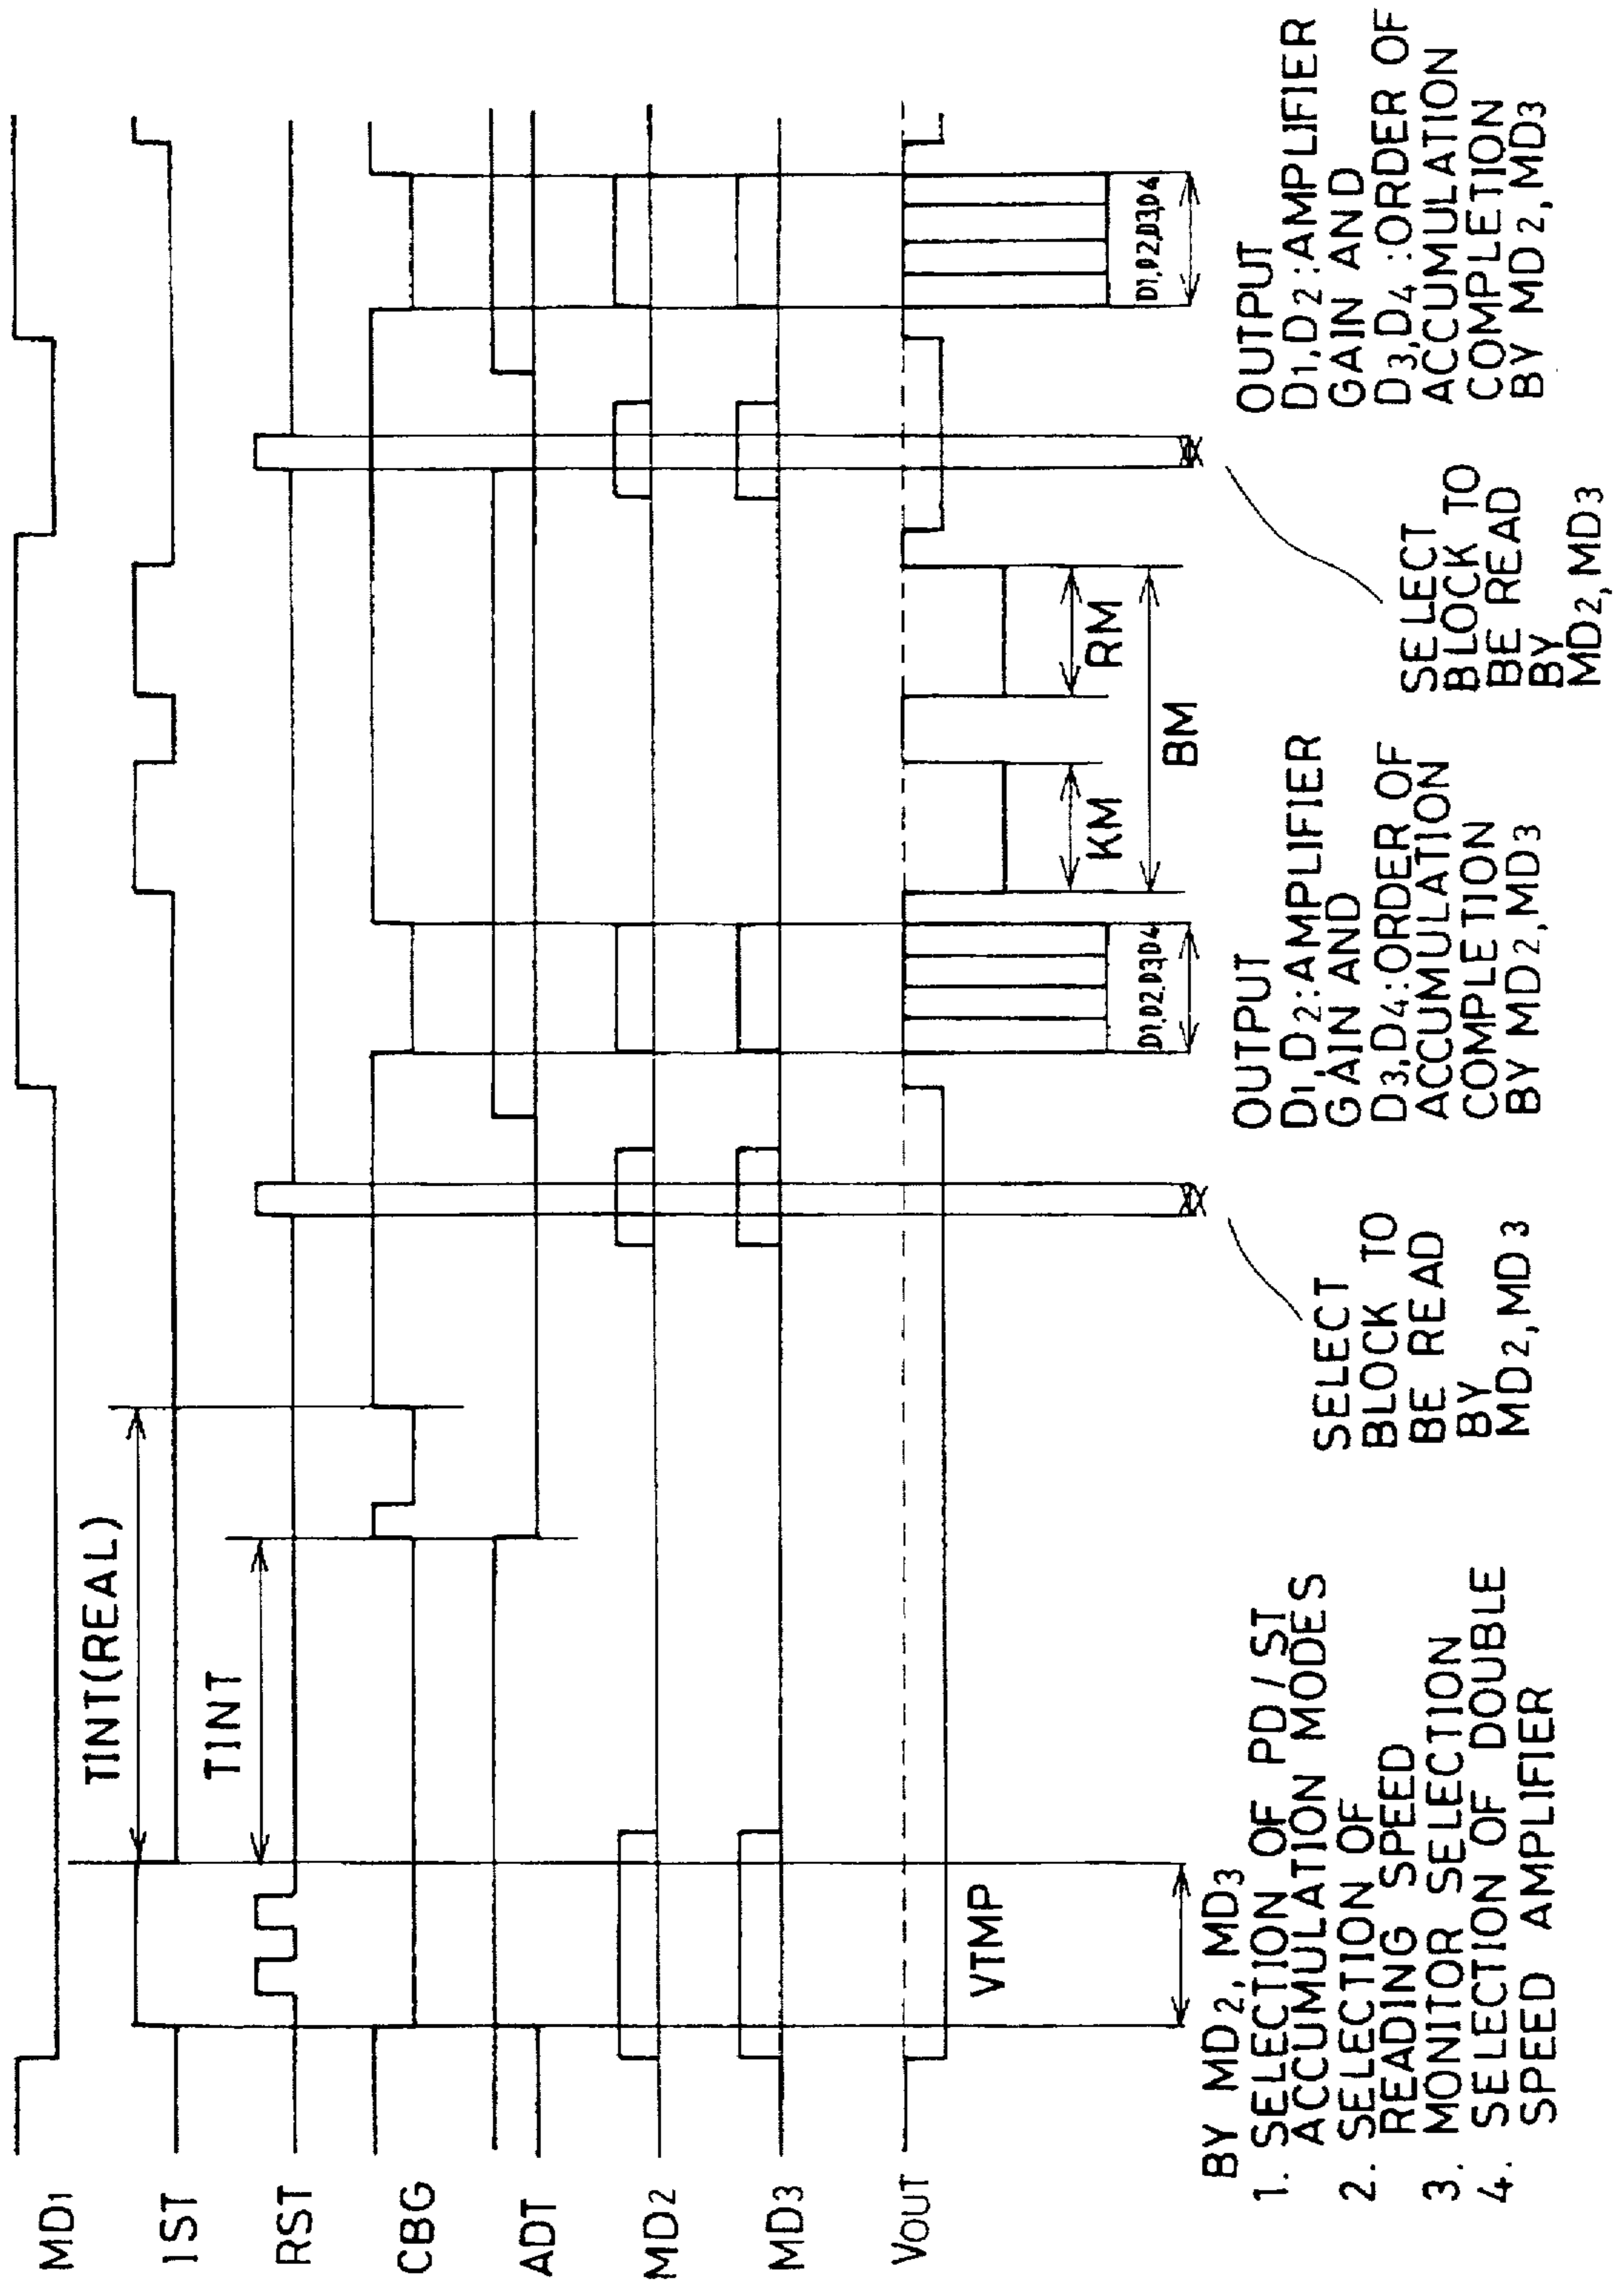 MD1
IST
RST
CBG
ADT
MD2
MD3
VOUT
TINT(REAL)
TINT
VTMP
KM
RM
BM
D1,D2,D3,D4
D1,D2,D3,D4
BY MD2, MD3
1. SELECTION OF PD/ST
ACCUMULATION MODES
2. SELECTION OF
READING SPEED
3. MONITOR SELECTION
4. SELECTION OF DOUBLE
SPEED AMPLIFIER
SELECT
BLOCK TO
BE READ
BY
MD2, MD3
OUTPUT
D1,D2:AMPLIFIER
GAIN AND
D3,D4:ORDER OF
ACCUMULATION
COMPLETION
BY MD2,MD3
SELECT
BLOCK TO
BE READ
BY
MD2, MD3
OUTPUT
D1,D2:AMPLIFIER
GAIN AND
D3,D4:ORDER OF
ACCUMULATION
COMPLETION
BY MD2,MD3